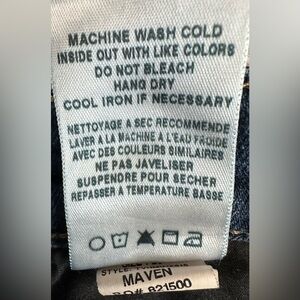 MACHINE WASH COLD
INSIDE OUT WITH LIKE COLORS
DO NOT BLEACH
HANG DRY
COOL IRON IF NECESSARY
NETTOYAGE A SEC RECOMMENDE
LAVER A LA MACHINE A L'EAU FROIDE
AVEC DES COULEURS SIMILAIRES
NE PAS JAVELISER
SUSPENDRE POUR SECHER
REPASSER A TEMPERATURE BASSE
MAVEN
821500